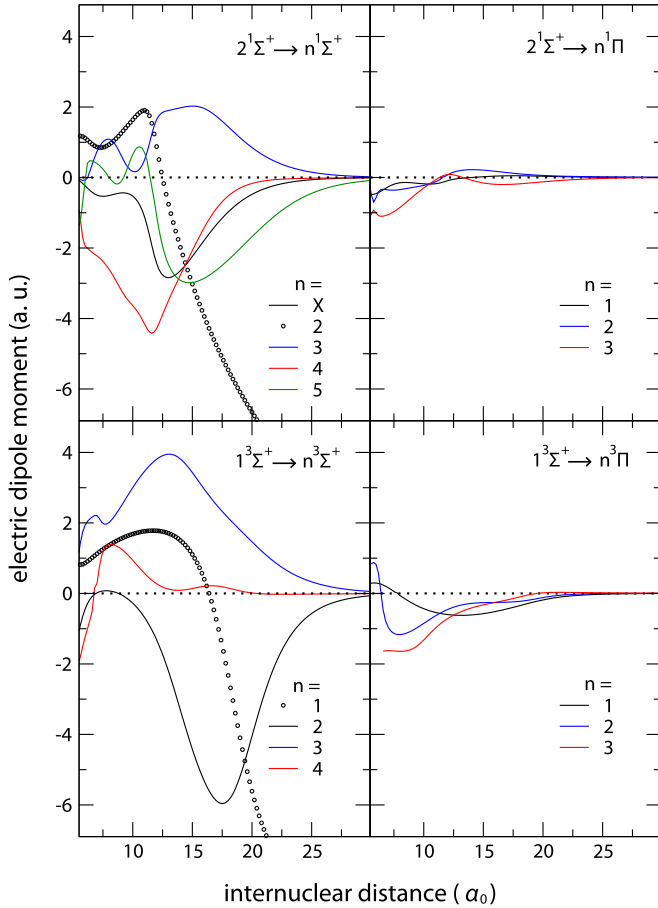 2¹Σ⁺→n¹Σ⁺
2¹Σ⁺→n¹Π
4
2
0
-2
-4
-6
n =
X
2
3
4
5
n =
1
2
3
electric dipole moment (a. u.)
1³Σ⁺→n³Σ⁺
1³Σ⁺→n³Π
4
2
0
-2
-4
-6
n =
1
2
3
4
n =
1
2
3
10 15 20 25 10 15 20 25
internuclear distance ( a₀)